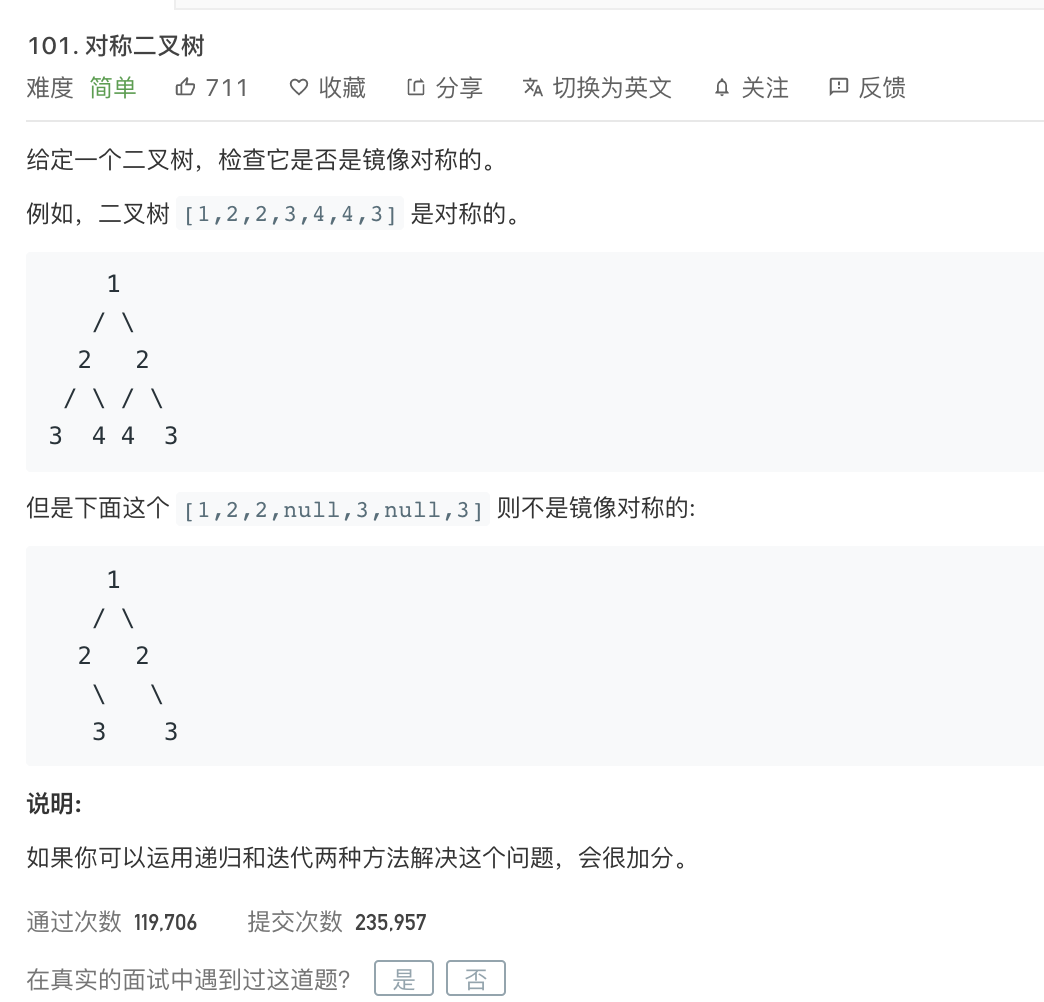 101. 对称二叉树
难度 简单 711 收藏 分享 切换为英文 关注 反馈
给定一个二叉树，检查它是否是镜像对称的。
例如，二叉树 [1,2,2,3,4,4,3] 是对称的。
1
/ \
2 2
/ \ / \
3 4 4 3
但是下面这个 [1,2,2,null,3,null,3] 则不是镜像对称的:
1
/ \
2 2
\ \
3 3
说明:
如果你可以运用递归和迭代两种方法解决这个问题，会很加分。
通过次数 119,706 提交次数 235,957
在真实的面试中遇到过这道题? 是 否